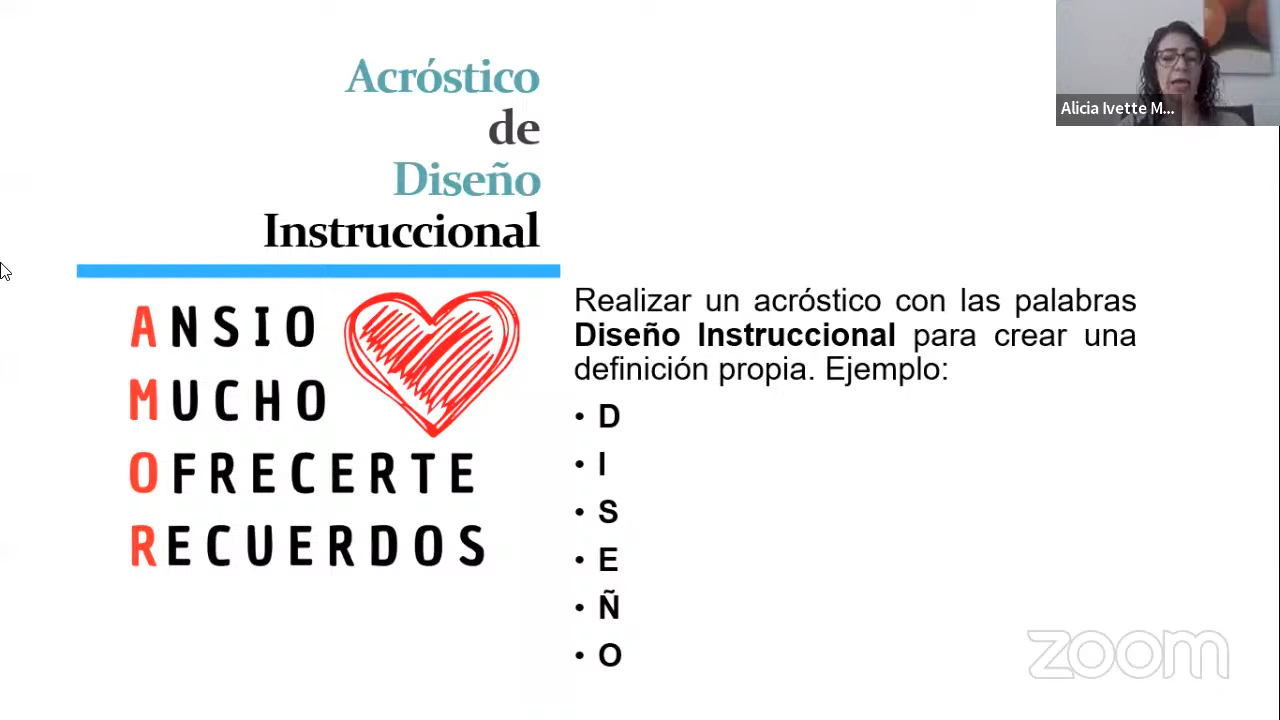 Acróstico
de
Diseño
Instruccional
ANSIO
MUCHO
OFRECERTE
RECUERDOS
Realizar un acróstico con las palabras
Diseño Instruccional para crear una
definición propia. Ejemplo:
• D
• I
• S
• E
• Ñ
• O
Alicia Ivette M...
zoom